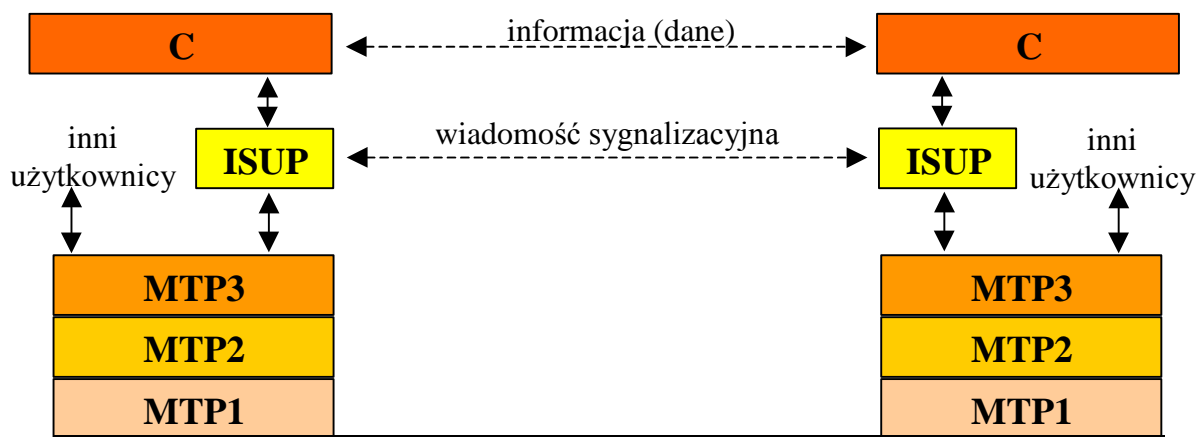 C
informacja (dane)
C
inni
użytkownicy
ISUP
wiadomość sygnalizacyjna
ISUP
inni
użytkownicy
MTP3
MTP3
MTP2
MTP2
MTP1
MTP1